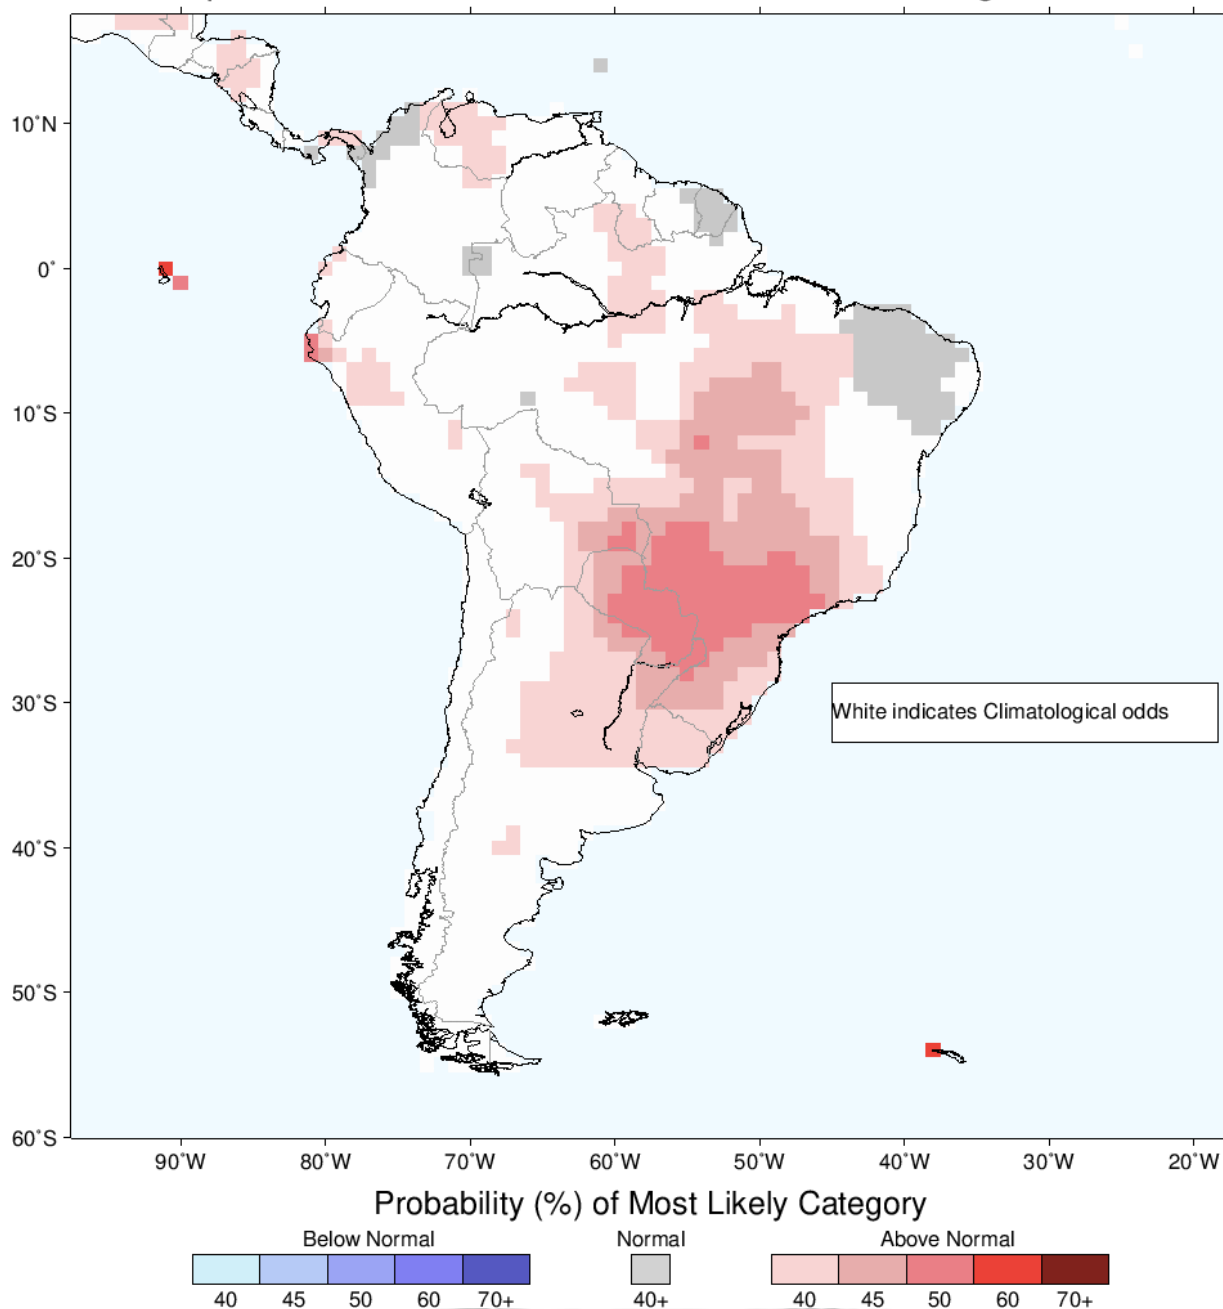 10˚N
0˚
10˚S
20˚S
30˚S
40˚S
50˚S
60˚S
White indicates Climatological odds
90˚W 80˚W 70˚W 60˚W 50˚W 40˚W 30˚W 20˚W
Probability (%) of Most Likely Category
Below Normal Normal Above Normal
40 45 50 60 70+ 40+ 40 45 50 60 70+